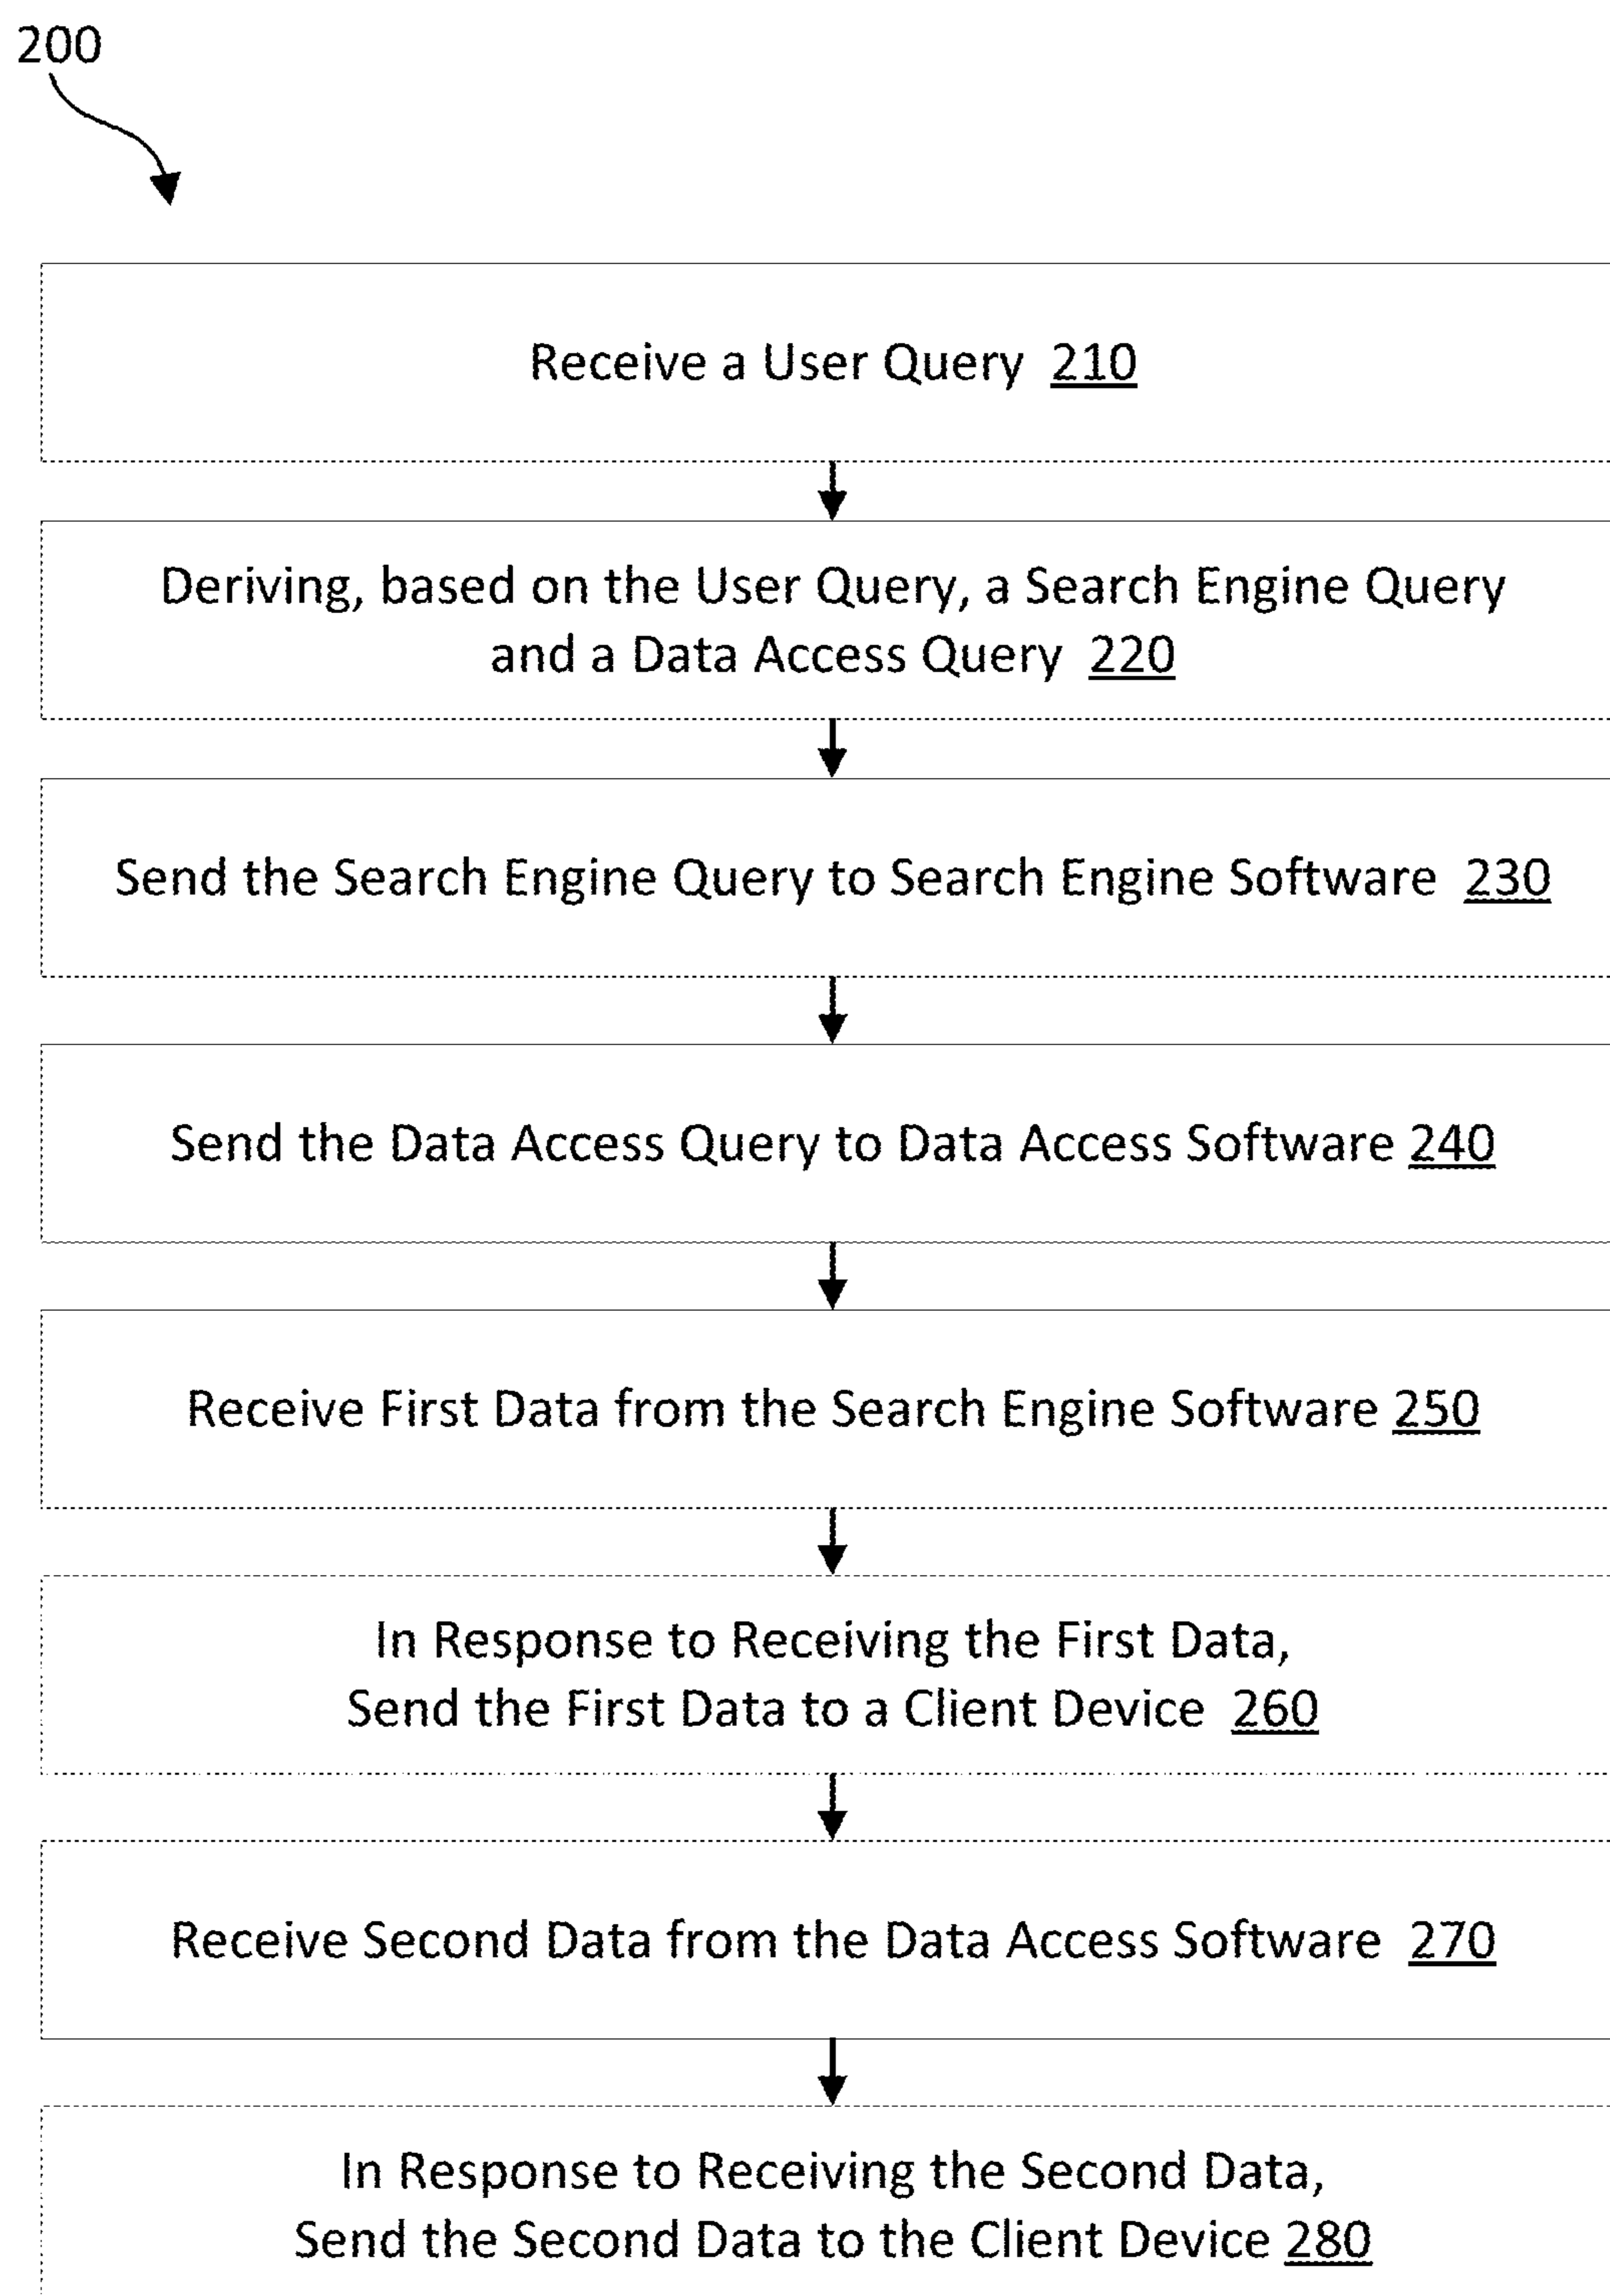 200
Receive a User Query 210
Deriving, based on the User Query, a Search Engine Query
and a Data Access Query 220
Send the Search Engine Query to Search Engine Software 230
Send the Data Access Query to Data Access Software 240
Receive First Data from the Search Engine Software 250
In Response to Receiving the First Data,
Send the First Data to a Client Device 260
Receive Second Data from the Data Access Software 270
In Response to Receiving the Second Data,
Send the Second Data to the Client Device 280